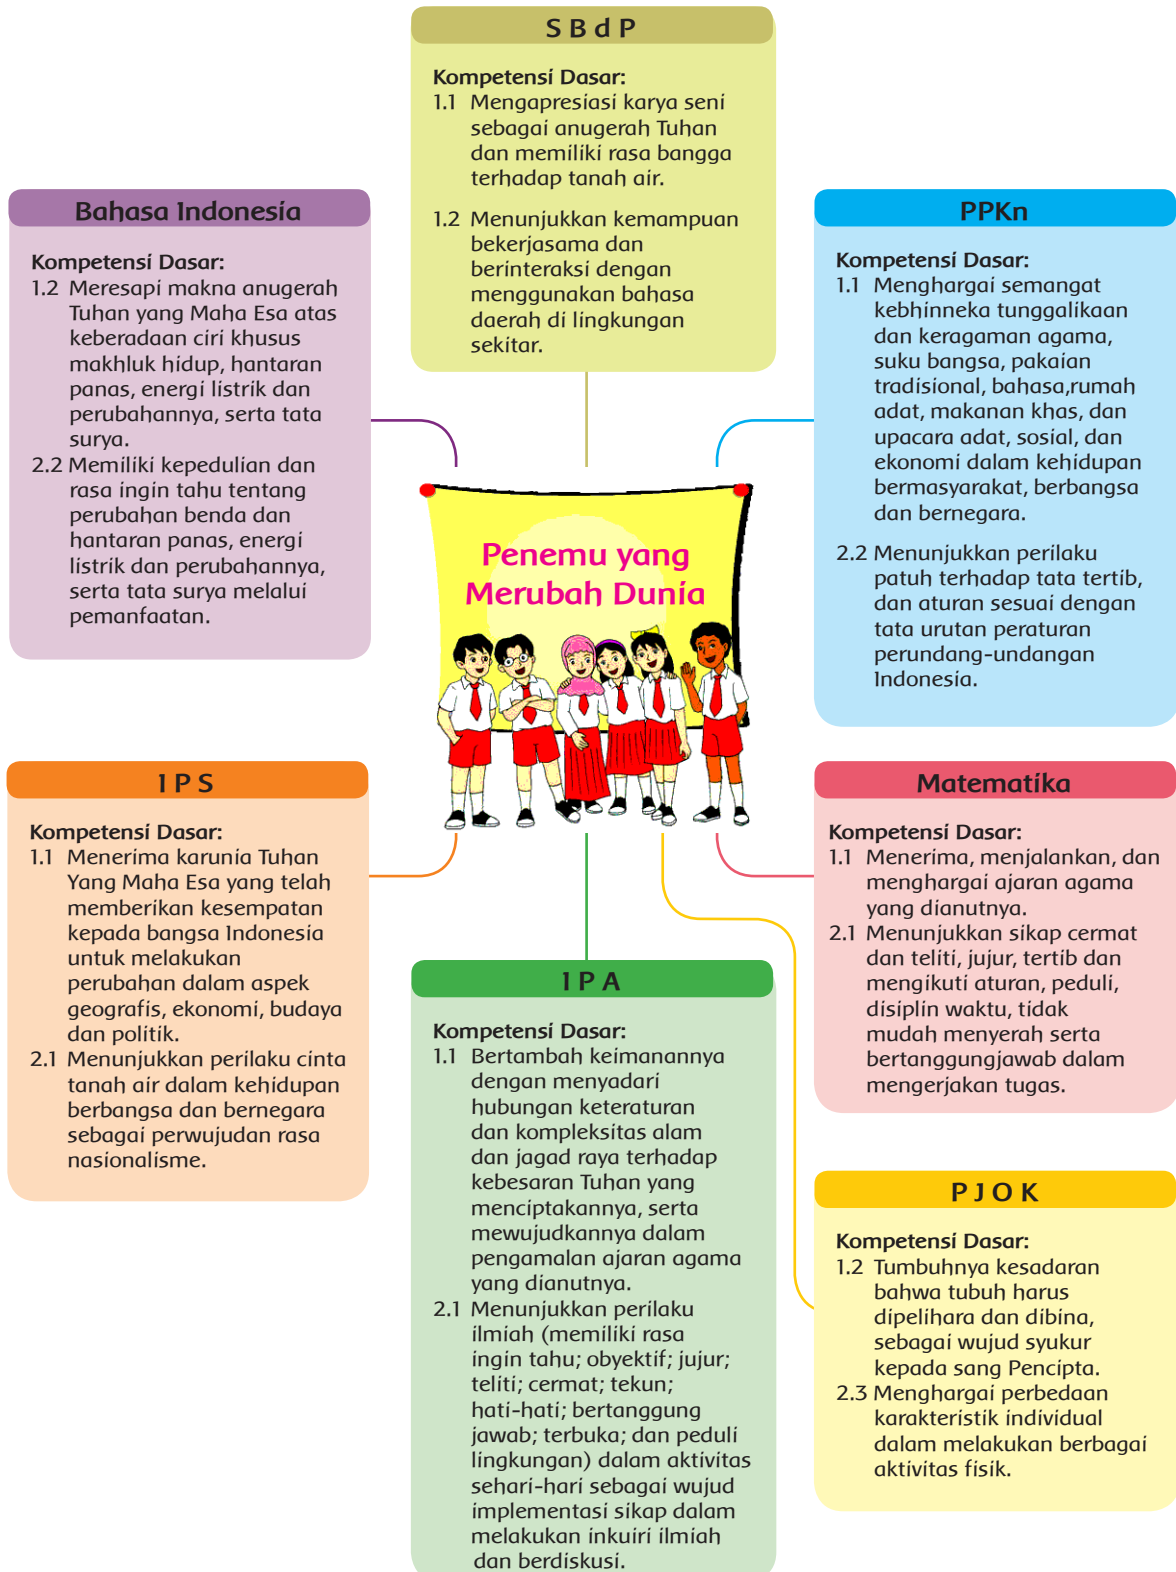 S B d P
Kompetensi Dasar:
1.1 Mengapresiasi karya seni
sebagai anugerah Tuhan
dan memiliki rasa bangga
terhadap tanah air.
1.2 Menunjukkan kemampuan
bekerjasama dan
berinteraksi dengan
menggunakan bahasa
daerah di lingkungan
sekitar.
Bahasa Indonesia
Kompetensi Dasar:
1.2 Meresapi makna anugerah
Tuhan yang Maha Esa atas
keberadaan ciri khusus
makhluk hidup, hantaran
panas, energi listrik dan
perubahannya, serta tata
surya.
2.2 Memiliki kepedulian dan
rasa ingin tahu tentang
perubahan benda dan
hantaran panas, energi
listrik dan perubahannya,
serta tata surya melalui
pemanfaatan.
PPKn
Kompetensi Dasar:
1.1 Menghargai semangat
kebhinneka tunggalikaan
dan keragaman agama,
suku bangsa, pakaian
tradisional, bahasa,rumah
adat, makanan khas, dan
upacara adat, sosial, dan
ekonomi dalam kehidupan
bermasyarakat, berbangsa
dan bernegara.
2.2 Menunjukkan perilaku
patuh terhadap tata tertib,
dan aturan sesuai dengan
tata urutan peraturan
perundang-undangan
Indonesia.
Penemu yang
Merubah Dunia
I P S
Kompetensi Dasar:
1.1 Menerima karunia Tuhan
Yang Maha Esa yang telah
memberikan kesempatan
kepada bangsa Indonesia
untuk melakukan
perubahan dalam aspek
geografis, ekonomi, budaya
dan politik.
2.1 Menunjukkan perilaku cinta
tanah air dalam kehidupan
berbangsa dan bernegara
sebagai perwujudan rasa
nasionalisme.
Matematika
Kompetensi Dasar:
1.1 Menerima, menjalankan, dan
menghargai ajaran agama
yang dianutnya.
2.1 Menunjukkan sikap cermat
dan teliti, jujur, tertib dan
mengikuti aturan, peduli,
disiplin waktu, tidak
mudah menyerah serta
bertanggungjawab dalam
mengerjakan tugas.
I P A
Kompetensi Dasar:
1.1 Bertambah keimanannya
dengan menyadari
hubungan keteraturan
dan kompleksitas alam
dan jagad raya terhadap
kebesaran Tuhan yang
menciptakannya, serta
mewujudkannya dalam
pengamalan ajaran agama
yang dianutnya.
2.1 Menunjukkan perilaku
ilmiah (memiliki rasa
ingin tahu; obyektif; jujur;
teliti; cermat; tekun;
hati-hati; bertanggung
jawab; terbuka; dan peduli
lingkungan) dalam aktivitas
sehari-hari sebagai wujud
implementasi sikap dalam
melakukan inkuiri ilmiah
dan berdiskusi.
P J O K
Kompetensi Dasar:
1.2 Tumbuhnya kesadaran
bahwa tubuh harus
dipelihara dan dibina,
sebagai wujud syukur
kepada sang Pencipta.
2.3 Menghargai perbedaan
karakteristik individual
dalam melakukan berbagai
aktivitas fisik.